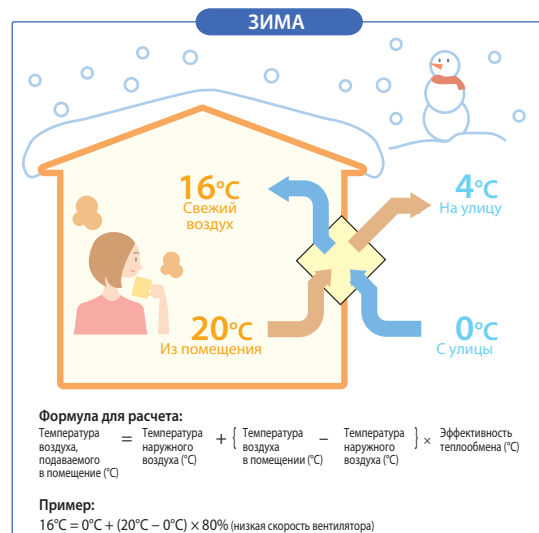 ЗИМА
16°C
Свежий
воздух
4°C
На улицу
20°C
Из помещения
0°C
С улицы
Формула для расчета:
Температура воздуха, подаваемого в помещение (°C) = Температура наружного воздуха (°C) + { Температура воздуха в помещении (°C) – Температура наружного воздуха (°C) } × Эффективность теплообмена (°C)
Пример:
16°C = 0°C + (20°C – 0°C) × 80% (низкая скорость вентилятора)